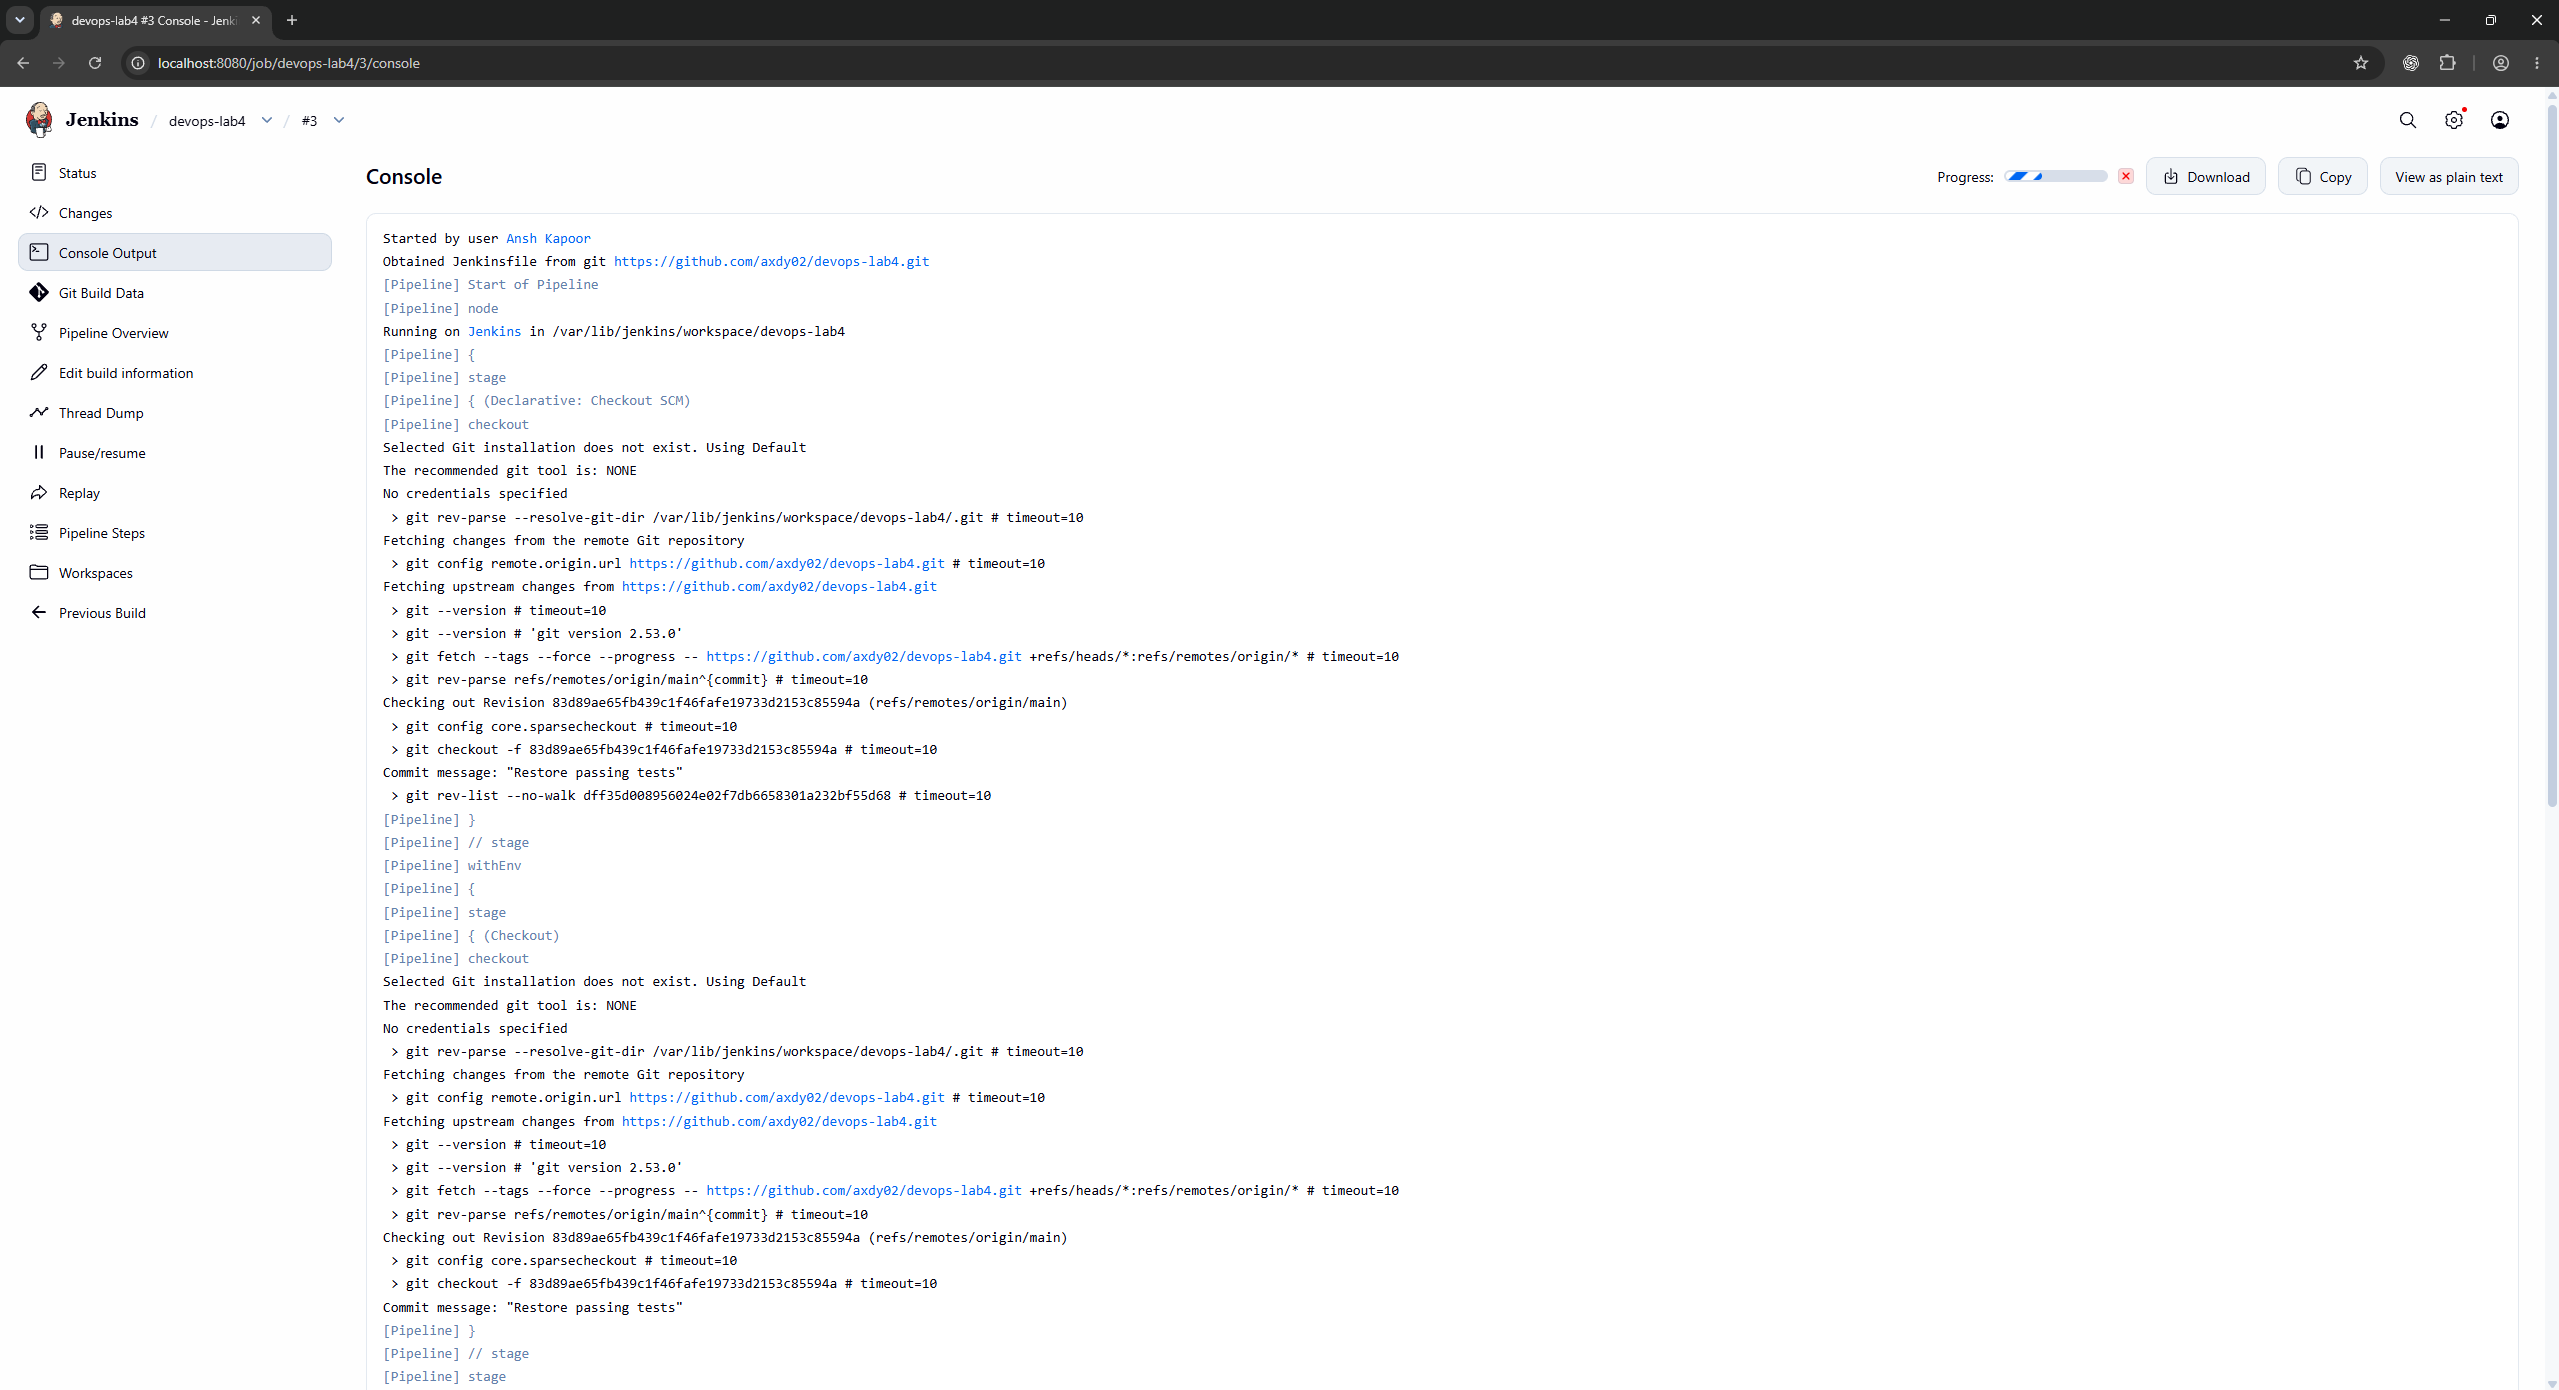 devops-lab4 #3 Console - Jenki
localhost:8080/job/devops-lab4/3/console
Jenkins / devops-lab4 / #3
Status
Changes
Console Output
Git Build Data
Pipeline Overview
Edit build information
Thread Dump
Pause/resume
Replay
Pipeline Steps
Workspaces
Previous Build
Console
Progress:
Download
Copy
View as plain text
Started by user Ansh Kapoor
Obtained Jenkinsfile from git https://github.com/axdy02/devops-lab4.git
[Pipeline] Start of Pipeline
[Pipeline] node
Running on Jenkins in /var/lib/jenkins/workspace/devops-lab4
[Pipeline] {
[Pipeline] stage
[Pipeline] { (Declarative: Checkout SCM)
[Pipeline] checkout
Selected Git installation does not exist. Using Default
The recommended git tool is: NONE
No credentials specified
 > git rev-parse --resolve-git-dir /var/lib/jenkins/workspace/devops-lab4/.git # timeout=10
Fetching changes from the remote Git repository
 > git config remote.origin.url https://github.com/axdy02/devops-lab4.git # timeout=10
Fetching upstream changes from https://github.com/axdy02/devops-lab4.git
 > git --version # timeout=10
 > git --version # 'git version 2.53.0'
 > git fetch --tags --force --progress -- https://github.com/axdy02/devops-lab4.git +refs/heads/*:refs/remotes/origin/* # timeout=10
 > git rev-parse refs/remotes/origin/main^{commit} # timeout=10
Checking out Revision 83d89ae65fb439c1f46fafe19733d2153c85594a (refs/remotes/origin/main)
 > git config core.sparsecheckout # timeout=10
 > git checkout -f 83d89ae65fb439c1f46fafe19733d2153c85594a # timeout=10
Commit message: "Restore passing tests"
 > git rev-list --no-walk dff35d008956024e02f7db6658301a232bf55d68 # timeout=10
[Pipeline] }
[Pipeline] // stage
[Pipeline] withEnv
[Pipeline] {
[Pipeline] stage
[Pipeline] { (Checkout)
[Pipeline] checkout
Selected Git installation does not exist. Using Default
The recommended git tool is: NONE
No credentials specified
 > git rev-parse --resolve-git-dir /var/lib/jenkins/workspace/devops-lab4/.git # timeout=10
Fetching changes from the remote Git repository
 > git config remote.origin.url https://github.com/axdy02/devops-lab4.git # timeout=10
Fetching upstream changes from https://github.com/axdy02/devops-lab4.git
 > git --version # timeout=10
 > git --version # 'git version 2.53.0'
 > git fetch --tags --force --progress -- https://github.com/axdy02/devops-lab4.git +refs/heads/*:refs/remotes/origin/* # timeout=10
 > git rev-parse refs/remotes/origin/main^{commit} # timeout=10
Checking out Revision 83d89ae65fb439c1f46fafe19733d2153c85594a (refs/remotes/origin/main)
 > git config core.sparsecheckout # timeout=10
 > git checkout -f 83d89ae65fb439c1f46fafe19733d2153c85594a # timeout=10
Commit message: "Restore passing tests"
[Pipeline] }
[Pipeline] // stage
[Pipeline] stage